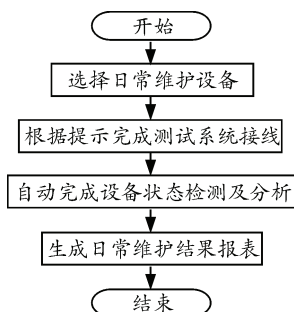 开始
选择日常维护设备
根据提示完成测试系统接线
自动完成设备状态检测及分析
生成日常维护结果报表
结束